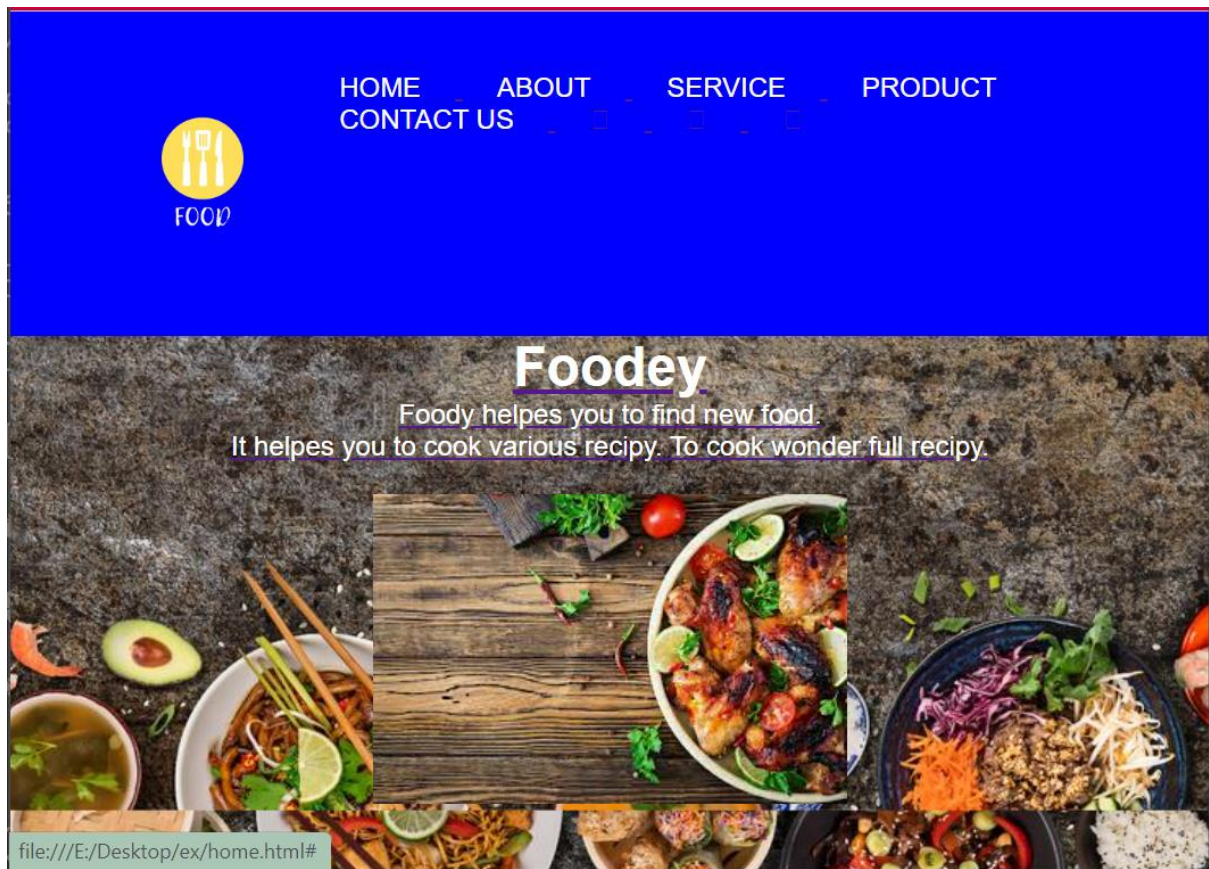 HOME ABOUT SERVICE PRODUCT
CONTACT US
FOOD
Foodey
Foody helpes you to find new food.
It helpes you to cook various recipy. To cook wonder full recipy.
file:///E:/Desktop/ex/home.html#